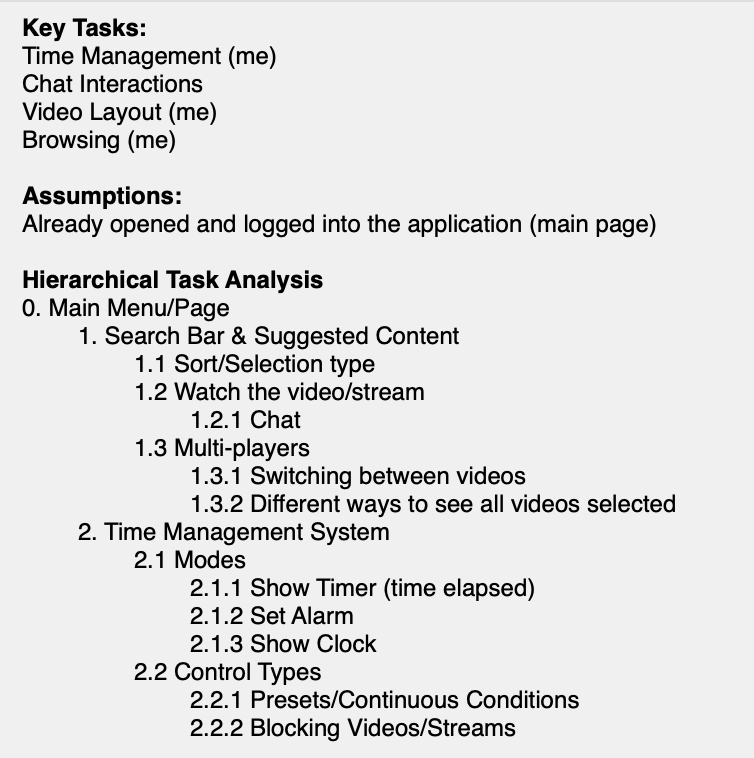 Key Tasks:
Time Management (me)
Chat Interactions
Video Layout (me)
Browsing (me)
Assumptions:
Already opened and logged into the application (main page)
Hierarchical Task Analysis
0. Main Menu/Page
1. Search Bar & Suggested Content
1.1 Sort/Selection type
1.2 Watch the video/stream
1.2.1 Chat
1.3 Multi-players
1.3.1 Switching between videos
1.3.2 Different ways to see all videos selected
2. Time Management System
2.1 Modes
2.1.1 Show Timer (time elapsed)
2.1.2 Set Alarm
2.1.3 Show Clock
2.2 Control Types
2.2.1 Presets/Continuous Conditions
2.2.2 Blocking Videos/Streams